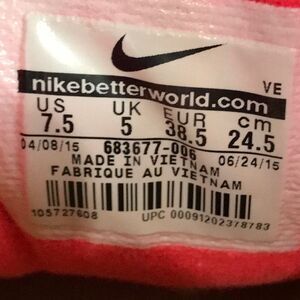 VE
nikebetterworld.com
US UK EUR cm
7.5 5 38.5 24.5
04/08/15 683677-006 06/24/15
MADE IN VIETNAM
FABRIQUE AU VIETNAM
105727608 UPC 00091202378783